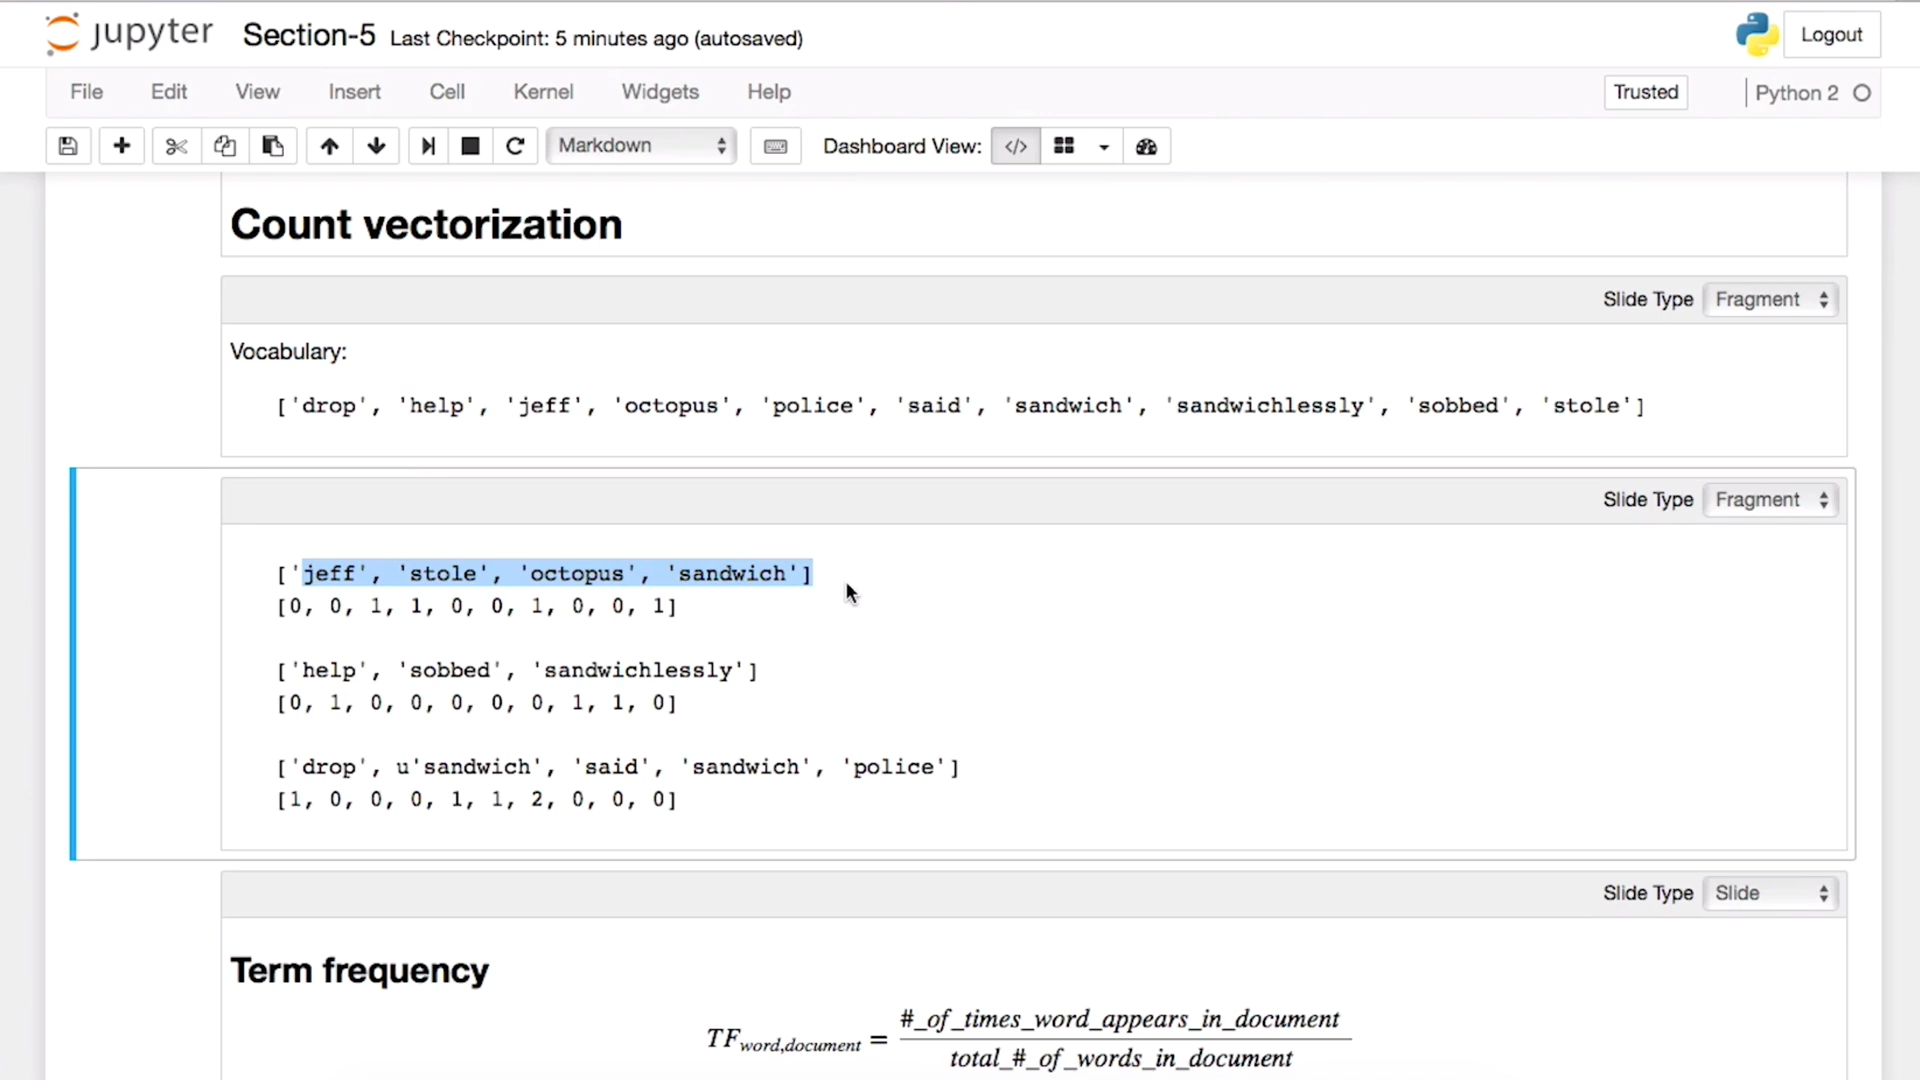 jupyter Section-5 Last Checkpoint: 5 minutes ago (autosaved) Logout
File Edit View Insert Cell Kernel Widgets Help Trusted Python 2
Markdown Dashboard View: </>
Count vectorization
Slide Type Fragment
Vocabulary:
['drop', 'help', 'jeff', 'octopus', 'police', 'said', 'sandwich', 'sandwichlessly', 'sobbed', 'stole']
Slide Type Fragment
['jeff', 'stole', 'octopus', 'sandwich']
[0, 0, 1, 1, 0, 0, 1, 0, 0, 1]
['help', 'sobbed', 'sandwichlessly']
[0, 1, 0, 0, 0, 0, 0, 1, 1, 0]
['drop', u'sandwich', 'said', 'sandwich', 'police']
[1, 0, 0, 0, 1, 1, 2, 0, 0, 0]
Slide Type Slide
Term frequency
#_of_times_word_appears_in_document
TF word,document =
total_#_of_words_in_document